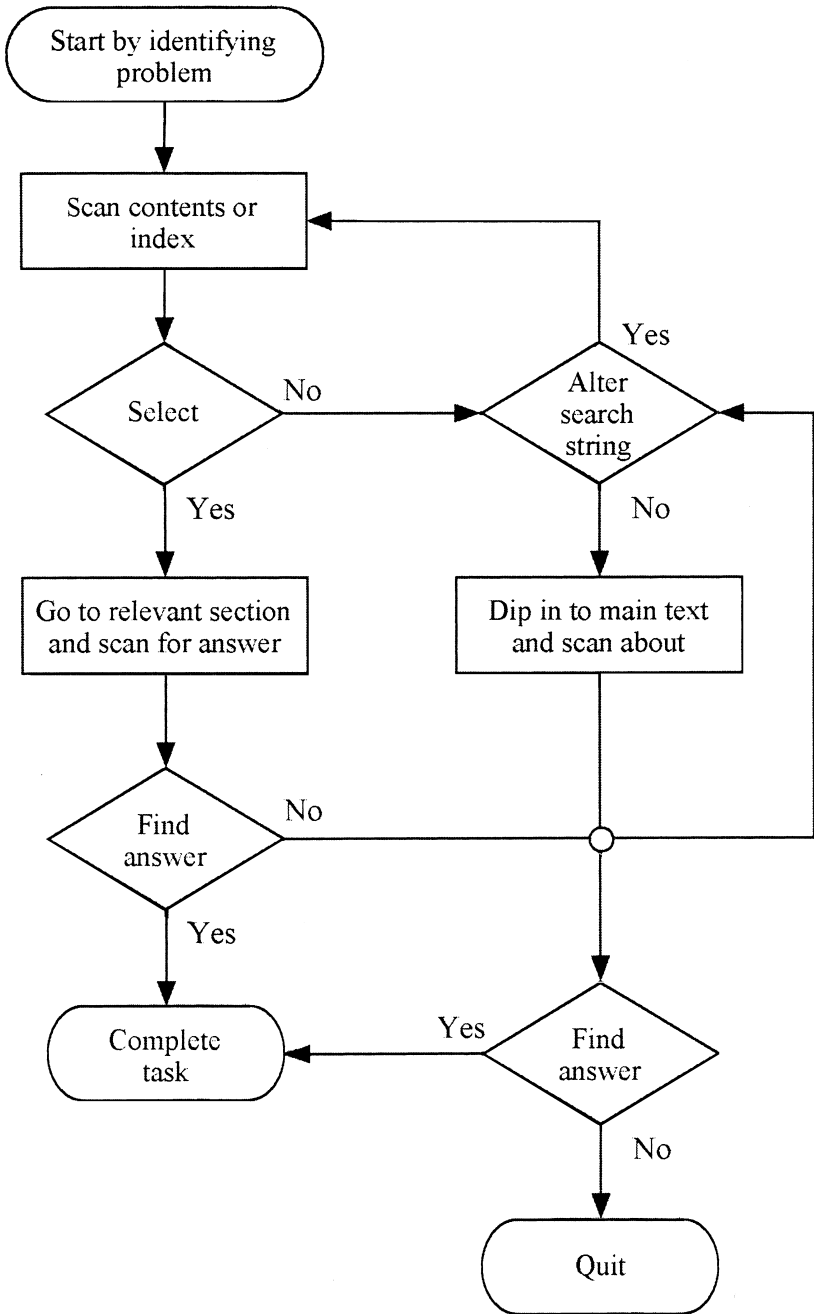 Start by identifying
problem
Scan contents or
index
Select
No
Yes
Alter
search
string
Yes
No
Go to relevant section
and scan for answer
Dip in to main text
and scan about
Find
answer
No
Yes
Complete
task
Find
answer
Yes
No
Quit